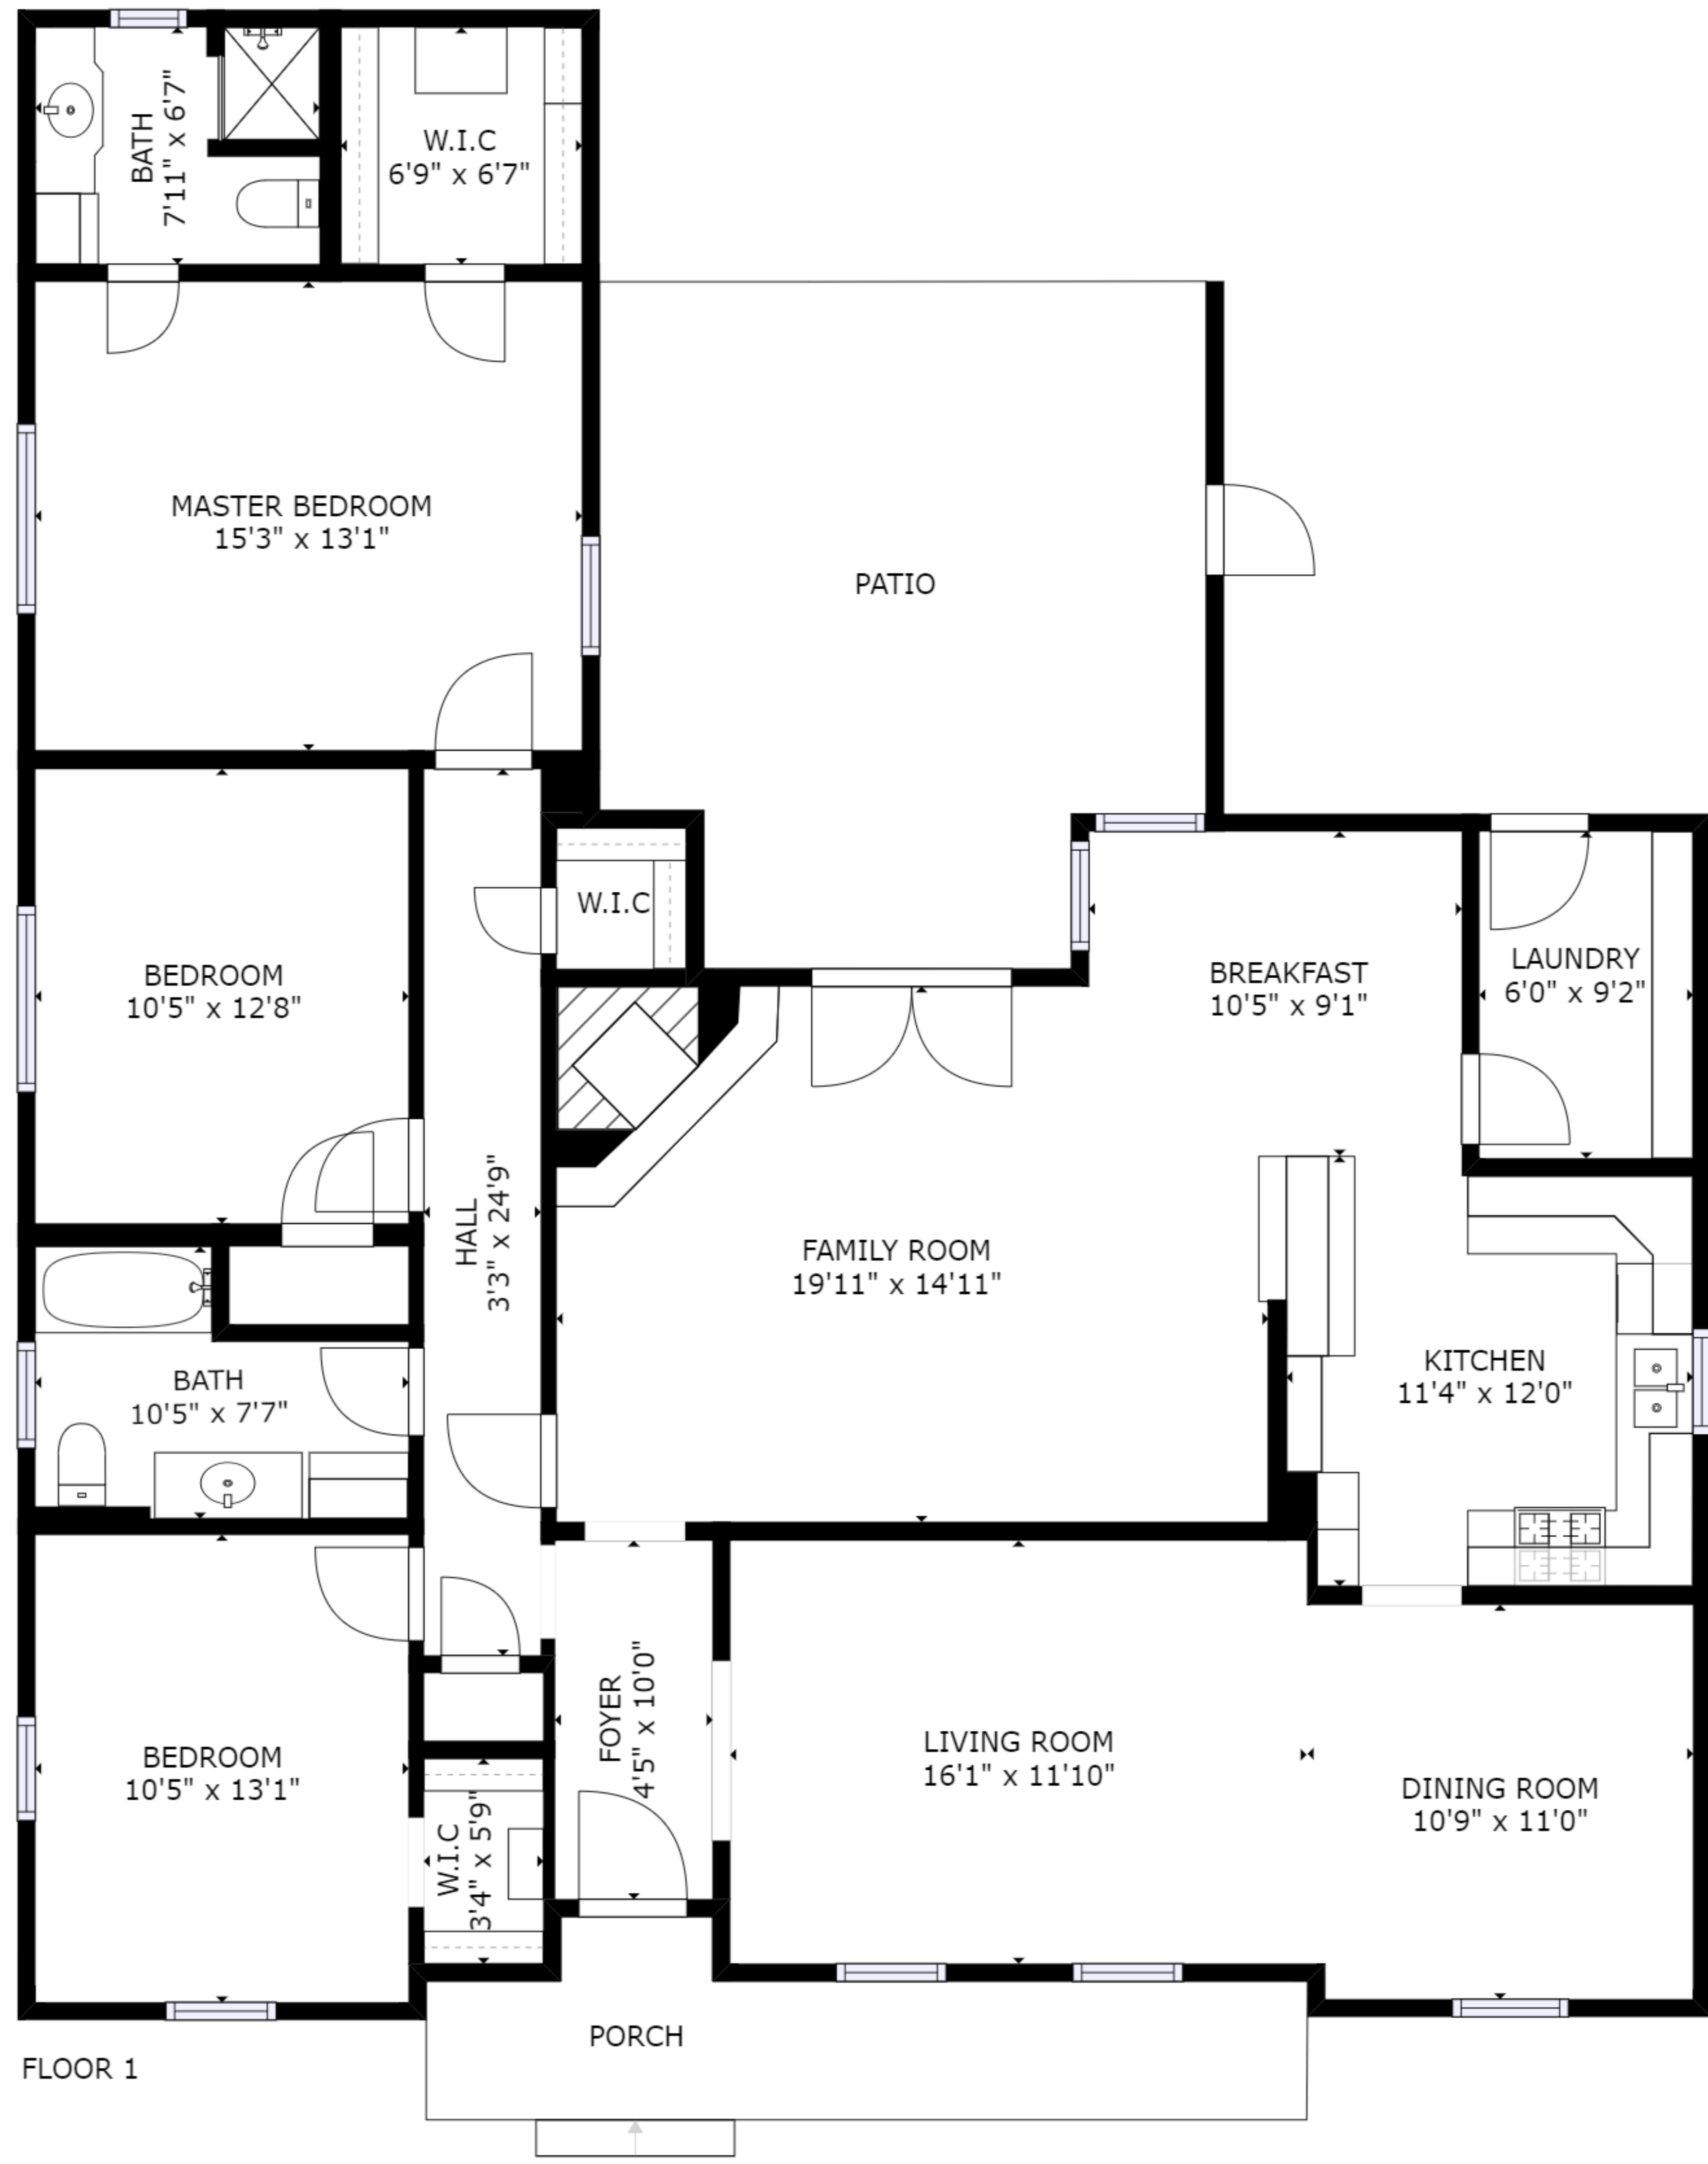 BATH
7'11" x 6'7"
W.I.C
6'9" x 6'7"
MASTER BEDROOM
15'3" x 13'1"
PATIO
W.I.C
BEDROOM
10'5" x 12'8"
BREAKFAST
10'5" x 9'1"
LAUNDRY
6'0" x 9'2"
HALL
3'3" x 24'9"
FAMILY ROOM
19'11" x 14'11"
BATH
10'5" x 7'7"
KITCHEN
11'4" x 12'0"
FOYER
4'5" x 10'0"
LIVING ROOM
16'1" x 11'10"
BEDROOM
10'5" x 13'1"
W.I.C
3'4" x 5'9"
DINING ROOM
10'9" x 11'0"
PORCH
FLOOR 1